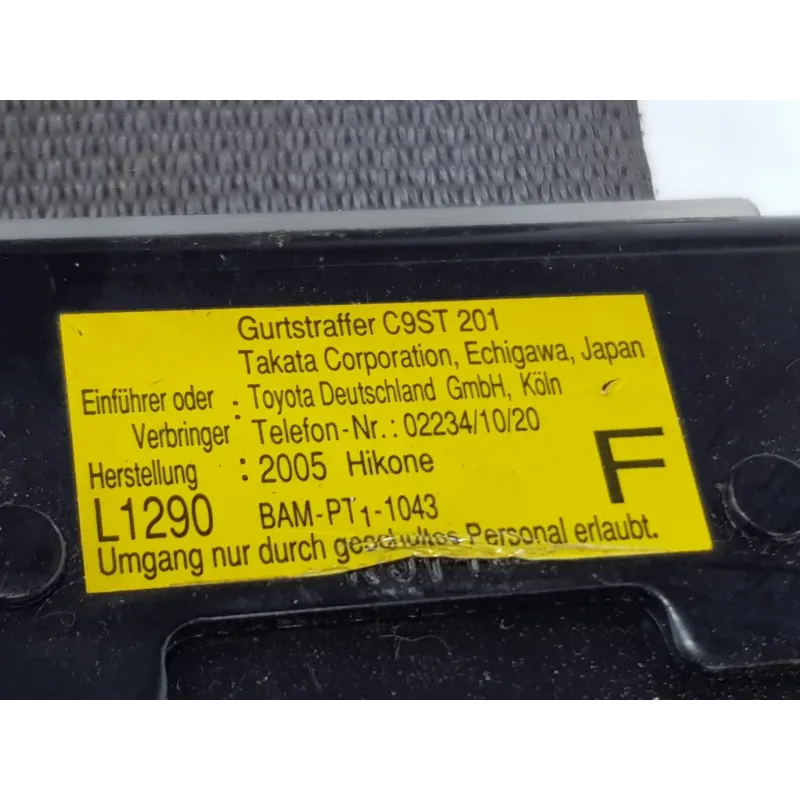 Gurtstraffer C9ST 201
Takata Corporation, Echigawa, Japan
Einführer oder : Toyota Deutschland GmbH, Köln
Verbringer Telefon-Nr.: 02234/10/20
Herstellung : 2005 Hikone
F
L1290 BAM-PT1-1043
Umgang nur durch geschultes Personal erlaubt.